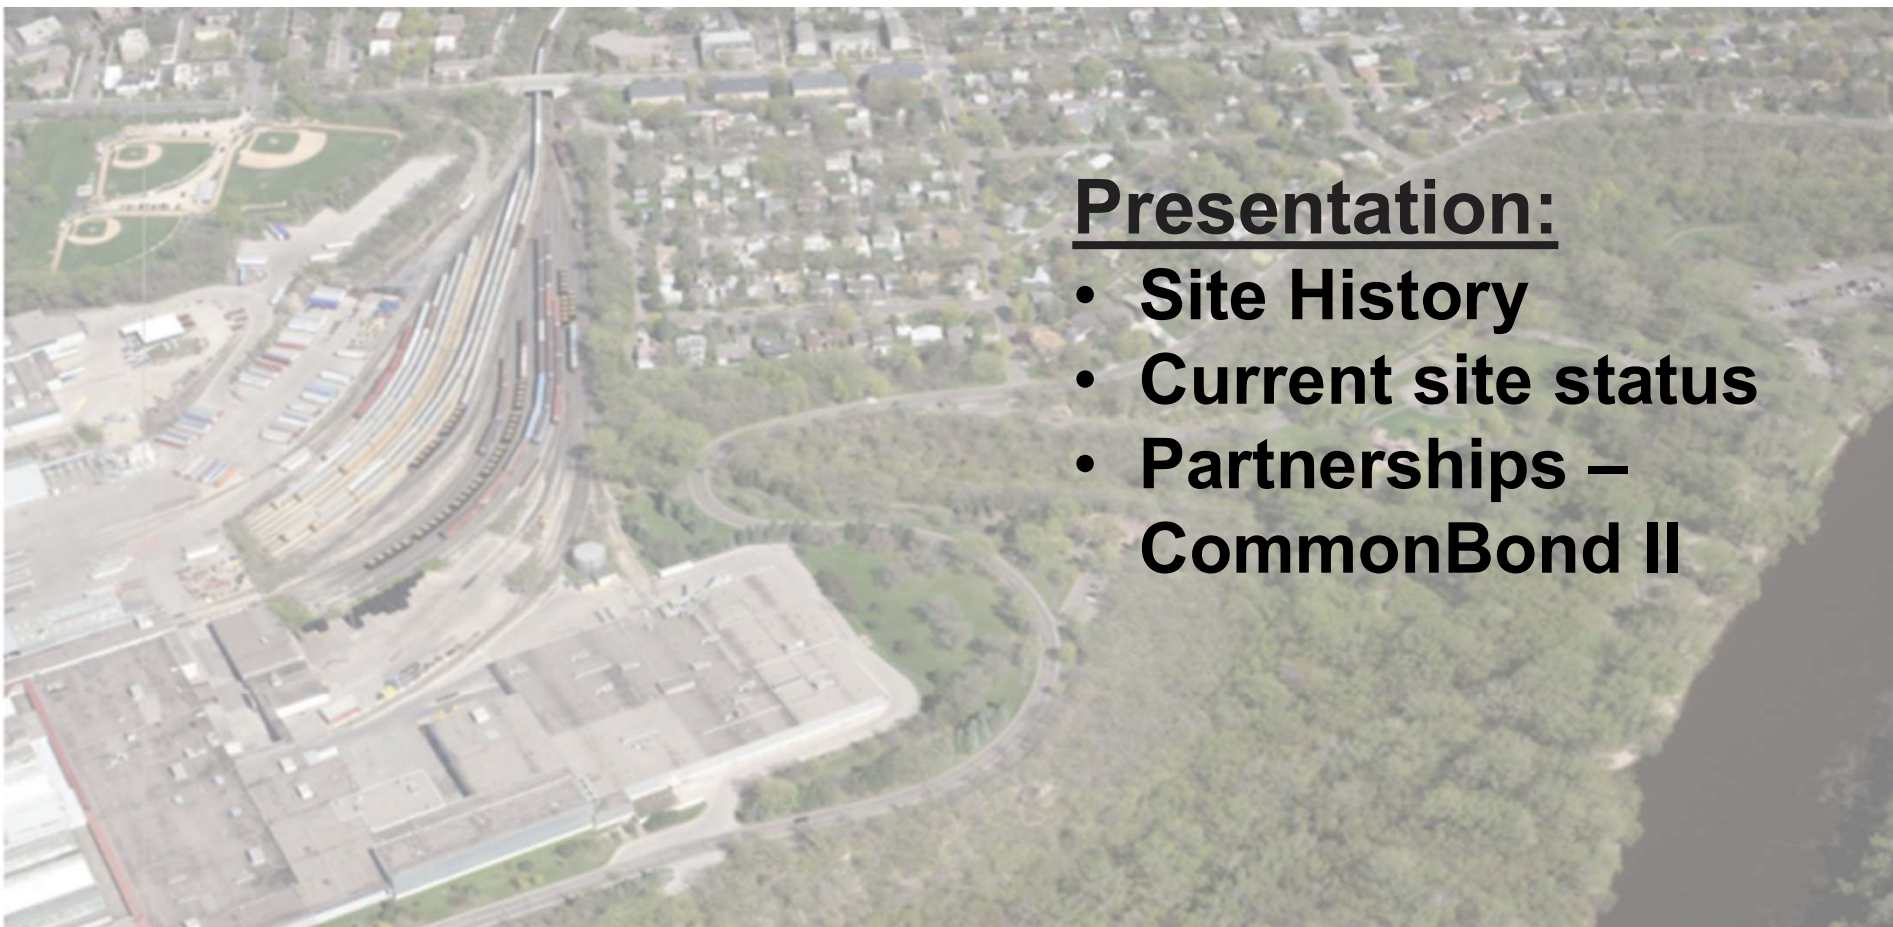 Presentation:
• Site History
• Current site status
• Partnerships –
CommonBond II